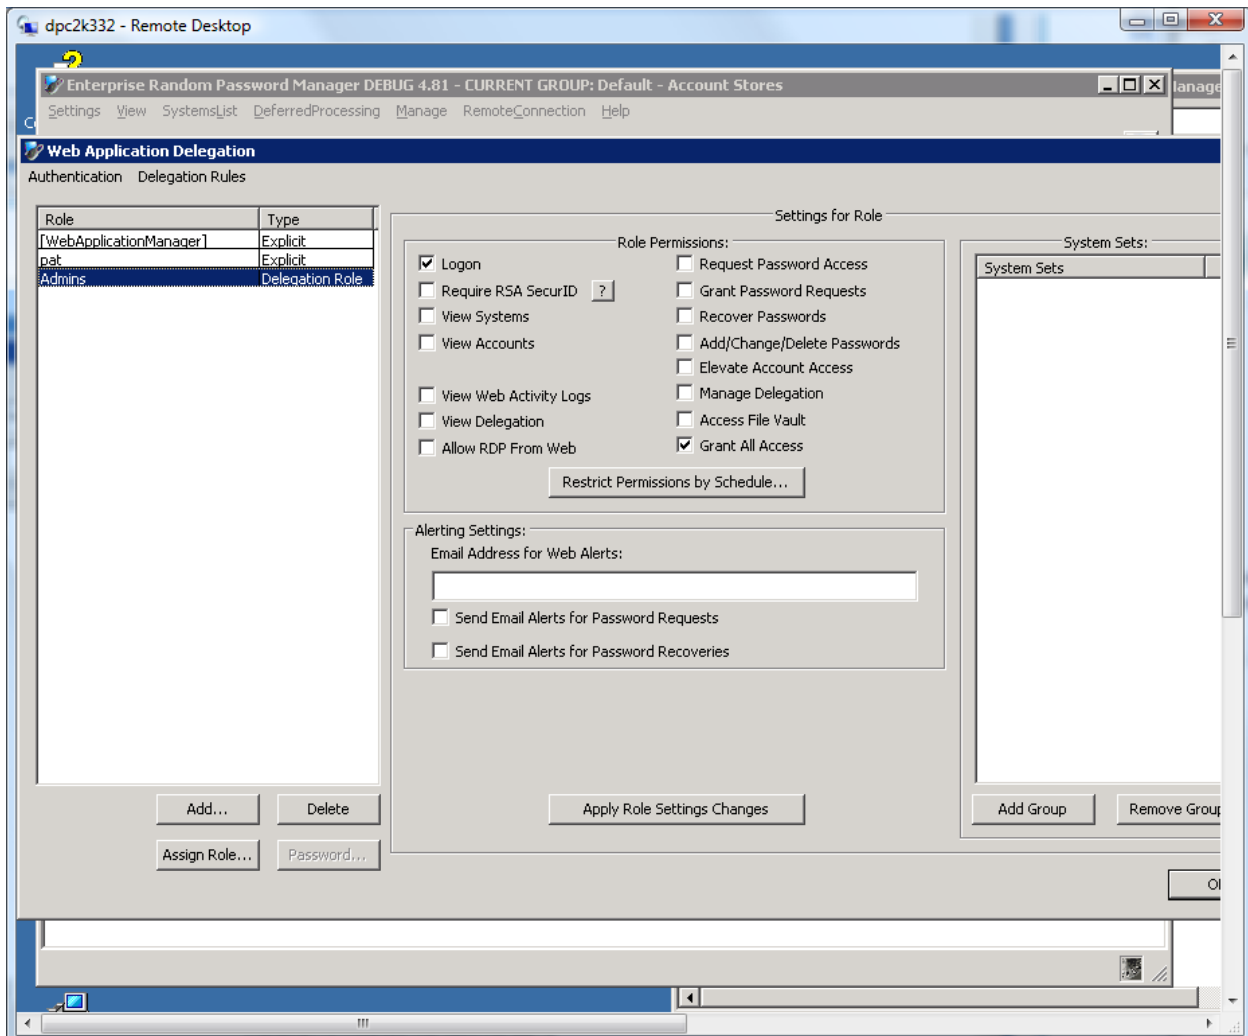 dpc2k332 - Remote Desktop
Enterprise Random Password Manager DEBUG 4.81 - CURRENT GROUP: Default - Account Stores
Settings View SystemsList DeferredProcessing Manage RemoteConnection Help
Web Application Delegation
Authentication Delegation Rules
Role Type
[WebApplicationManager] Explicit
pat Explicit
Admins Delegation Role
Settings for Role
Role Permissions:
Logon
Require RSA SecurID ?
View Systems
View Accounts
View Web Activity Logs
View Delegation
Allow RDP From Web
Request Password Access
Grant Password Requests
Recover Passwords
Add/Change/Delete Passwords
Elevate Account Access
Manage Delegation
Access File Vault
Grant All Access
Restrict Permissions by Schedule...
Alerting Settings:
Email Address for Web Alerts:
Send Email Alerts for Password Requests
Send Email Alerts for Password Recoveries
Apply Role Settings Changes
System Sets:
System Sets
Add Group Remove Group
Add... Delete
Assign Role... Password...